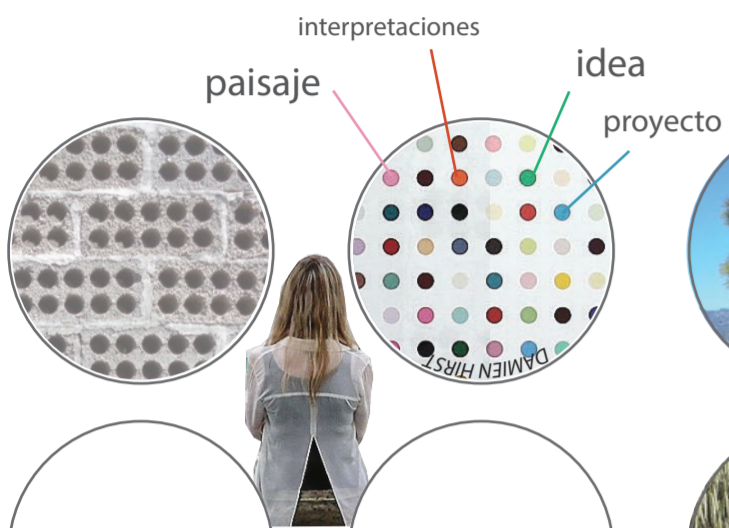 interpretaciones
paisaje
idea
proyecto
DAMIEN HIRST